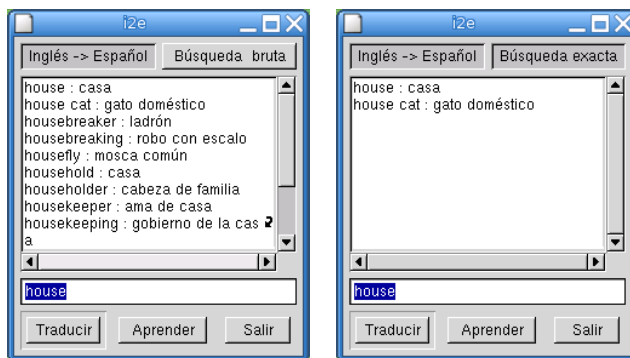 i2e
Inglés -> Español
Búsqueda bruta
house : casa
house cat : gato doméstico
housebreaker : ladrón
housebreaking : robo con escalo
housefly : mosca común
household : casa
householder : cabeza de familia
housekeeper : ama de casa
housekeeping : gobierno de la cas
a
house
Traducir
Aprender
Salir
i2e
Inglés -> Español
Búsqueda exacta
house : casa
house cat : gato doméstico
house
Traducir
Aprender
Salir